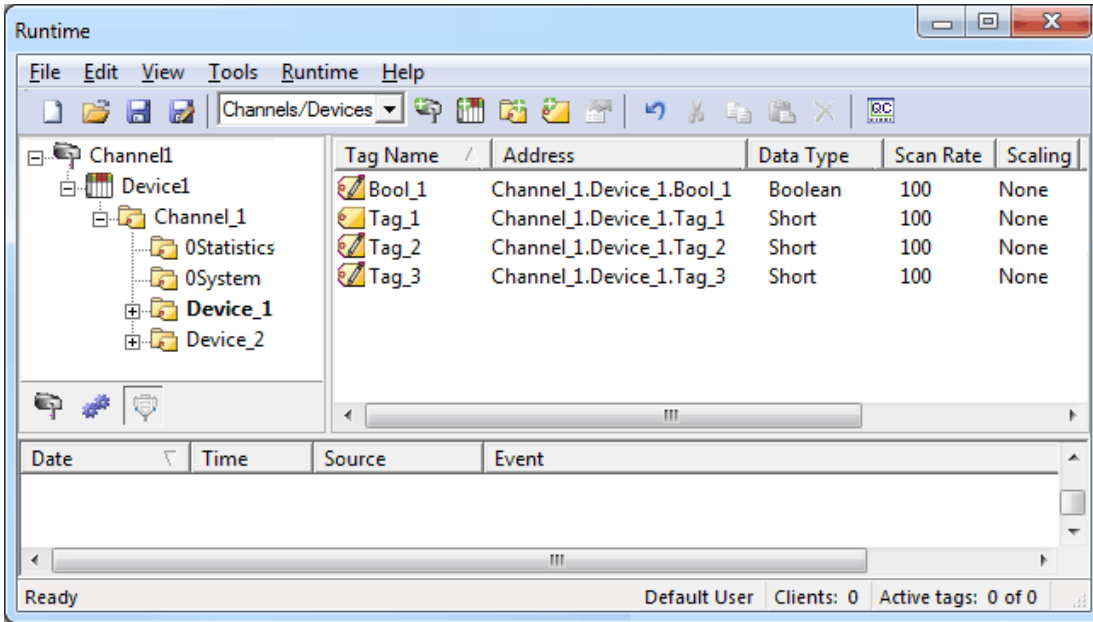 Runtime
File Edit View Tools Runtime Help
Channels/Devices
Channel1
Device1
Channel_1
0Statistics
0System
Device_1
Device_2
Tag Name Address Data Type Scan Rate Scaling
Bool_1 Channel_1.Device_1.Bool_1 Boolean 100 None
Tag_1 Channel_1.Device_1.Tag_1 Short 100 None
Tag_2 Channel_1.Device_1.Tag_2 Short 100 None
Tag_3 Channel_1.Device_1.Tag_3 Short 100 None
Date Time Source Event
Ready Default User Clients: 0 Active tags: 0 of 0